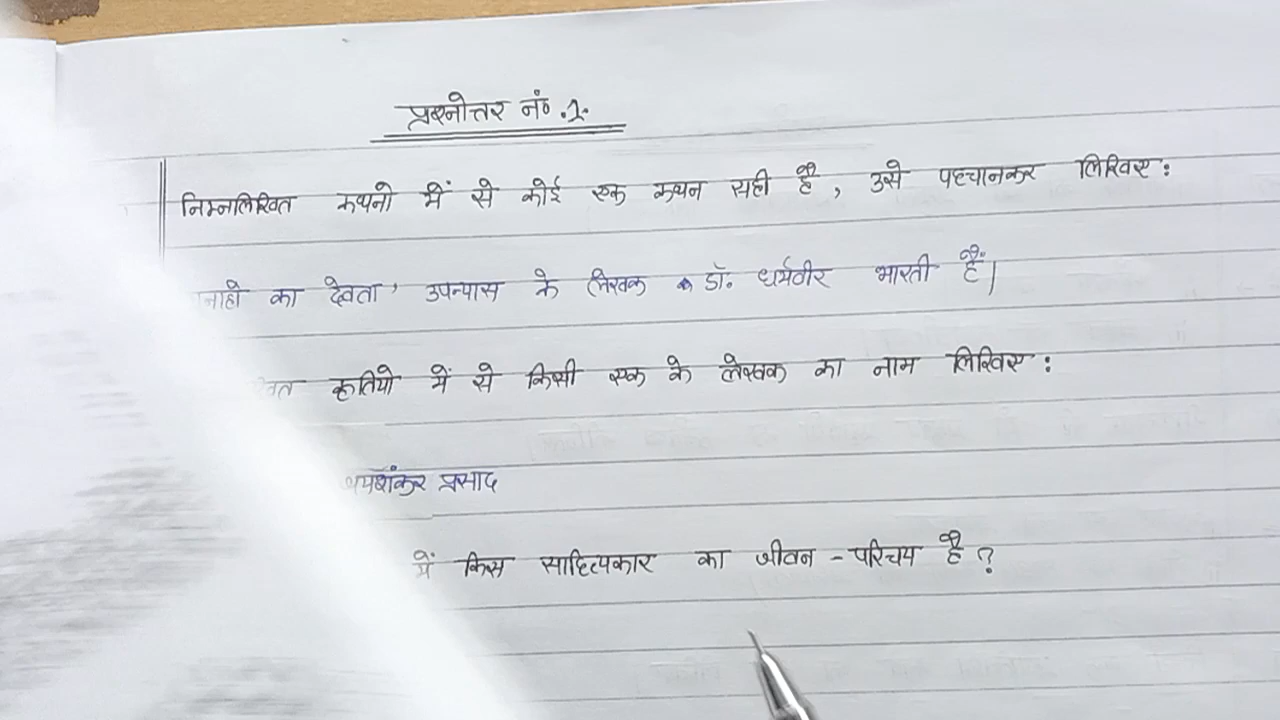 प्रश्नोत्तर नं० .1.
निम्नलिखित कथनो में से कोई एक कथन सही है , उसे पहचानकर लिखिए :
का देवता ' उपन्यास के लेखक डॉ. धर्मवीर भारती हैं।
कृतियो में से किसी एक के लेखक का नाम लिखिए :
प्रसाद
में किस साहित्यकार का जीवन - परिचय है ?